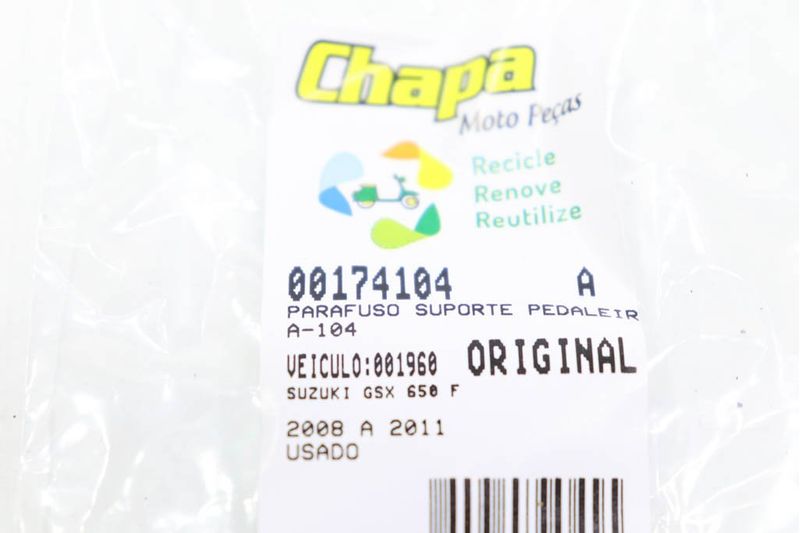 Chapa
Moto Peças
Recicle
Renove
Reutilize
00174104 A
PARAFUSO SUPORTE PEDALEIR
A-104
VEICULO:001960 ORIGINAL
SUZUKI GSX 650 F
2008 A 2011
USADO